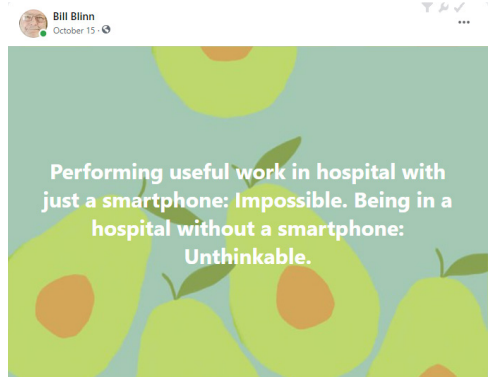 Bill Blinn
October 15 ·
Performing useful work in hospital with
just a smartphone: Impossible. Being in a
hospital without a smartphone:
Unthinkable.